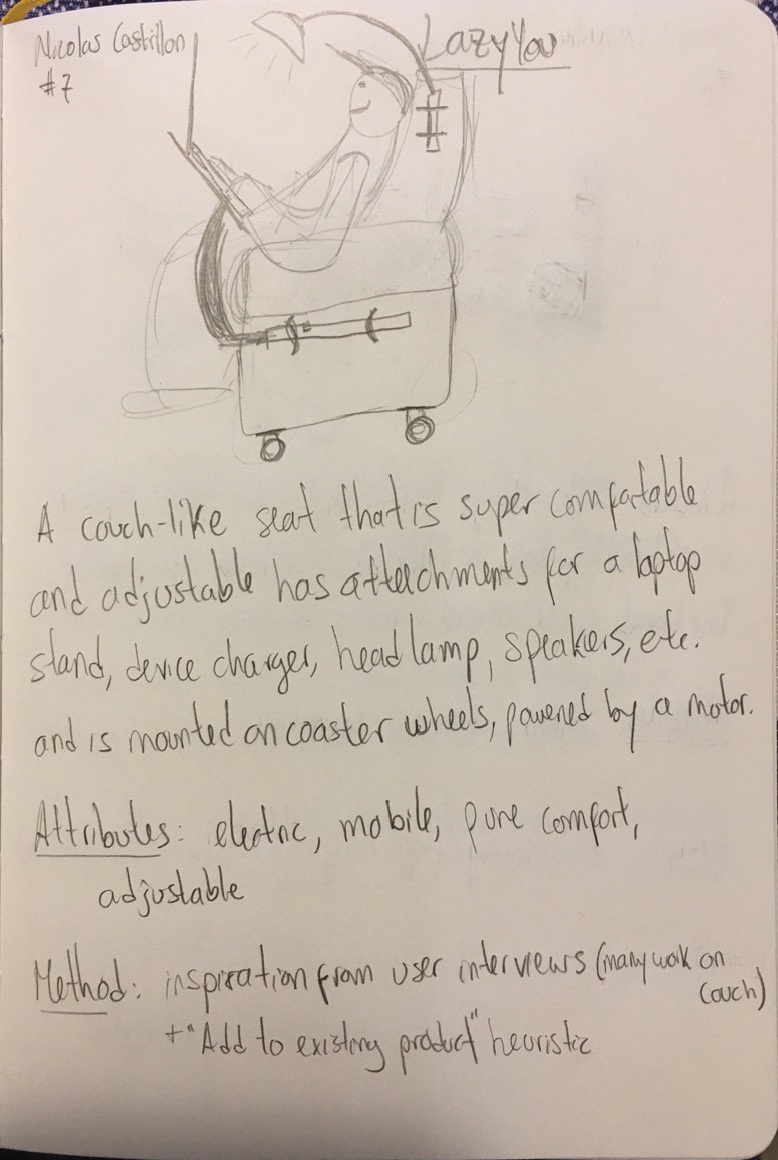 Nicolas Castrillon
#7
LazyYou
A couch-like seat that is super comfortable
and adjustable has attachments for a laptop
stand, device charger, head lamp, speakers, etc.
and is mounted on coaster wheels, powered by a motor.
Attributes: electric, mobile, pure comfort,
adjustable
Method: inspiration from user interviews (many work on
couch)
+ "Add to existing product" heuristic